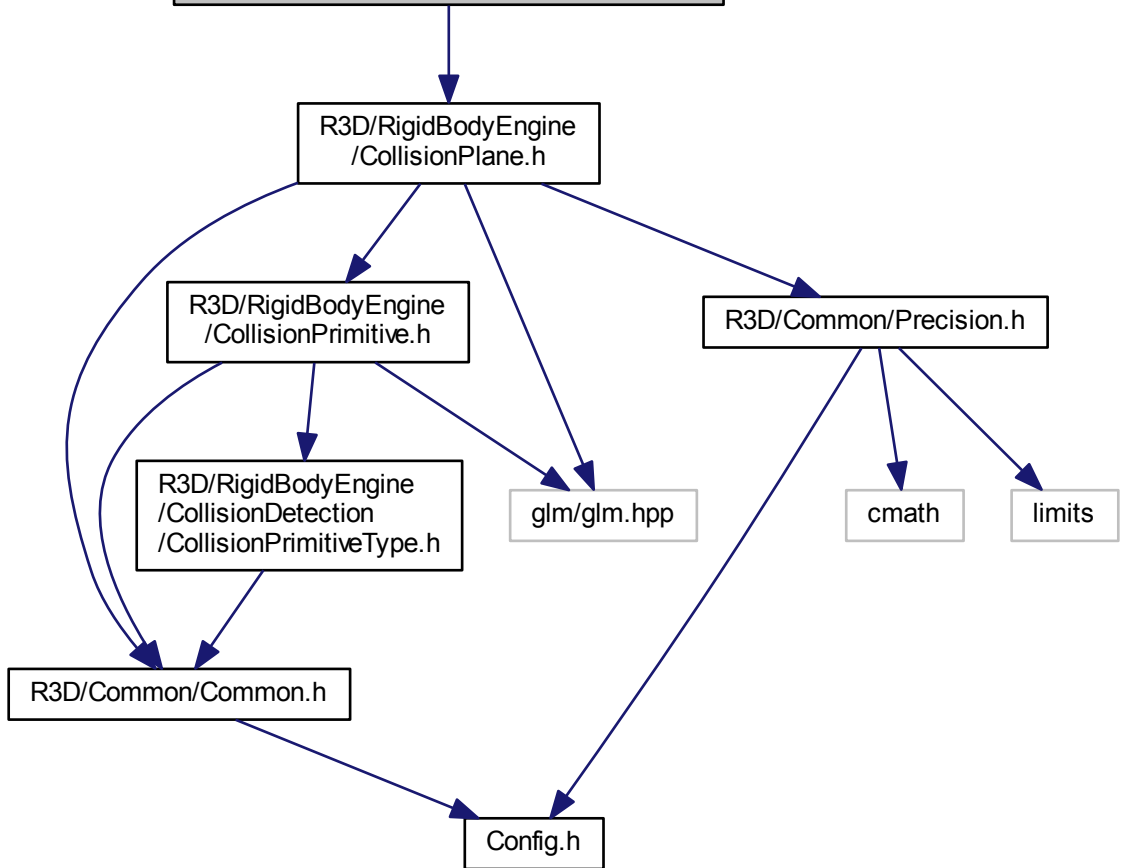 R3D/RigidBodyEngine
/CollisionPlane.h
R3D/RigidBodyEngine
/CollisionPrimitive.h
R3D/Common/Precision.h
R3D/RigidBodyEngine
/CollisionDetection
/CollisionPrimitiveType.h
glm/glm.hpp
cmath
limits
R3D/Common/Common.h
Config.h